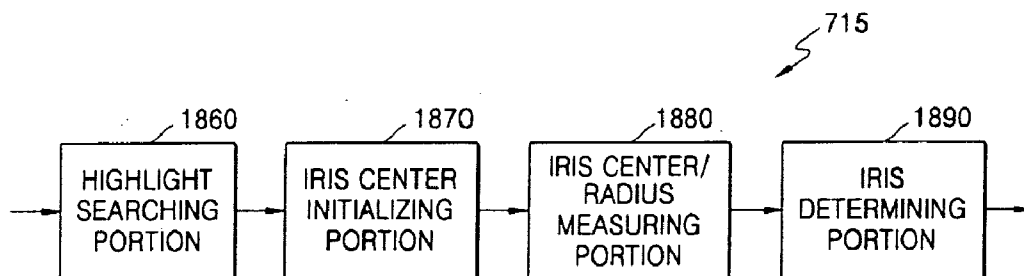 715
1860
1870
1880
1890
HIGHLIGHT
SEARCHING
PORTION
IRIS CENTER
INITIALIZING
PORTION
IRIS CENTER/
RADIUS
MEASURING
PORTION
IRIS
DETERMINING
PORTION